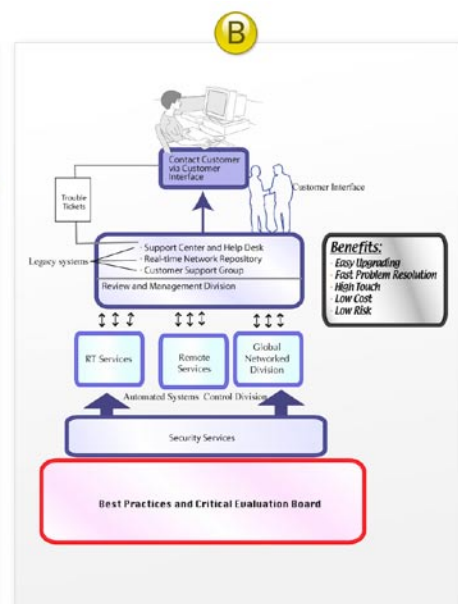 B
Contact Customer
via Customer
Interface
Trouble
Tickets
Customer Interface
Legacy systems
· Support Center and Help Desk
· Real-time Network Repository
· Customer Support Group
Review and Management Division
Benefits:
· Easy Upgrading
· Fast Problem Resolution
· High Touch
· Low Cost
· Low Risk
RT Services
Remote
Services
Global
Networked
Division
Automated Systems Control Division
Security Services
Best Practices and Critical Evaluation Board